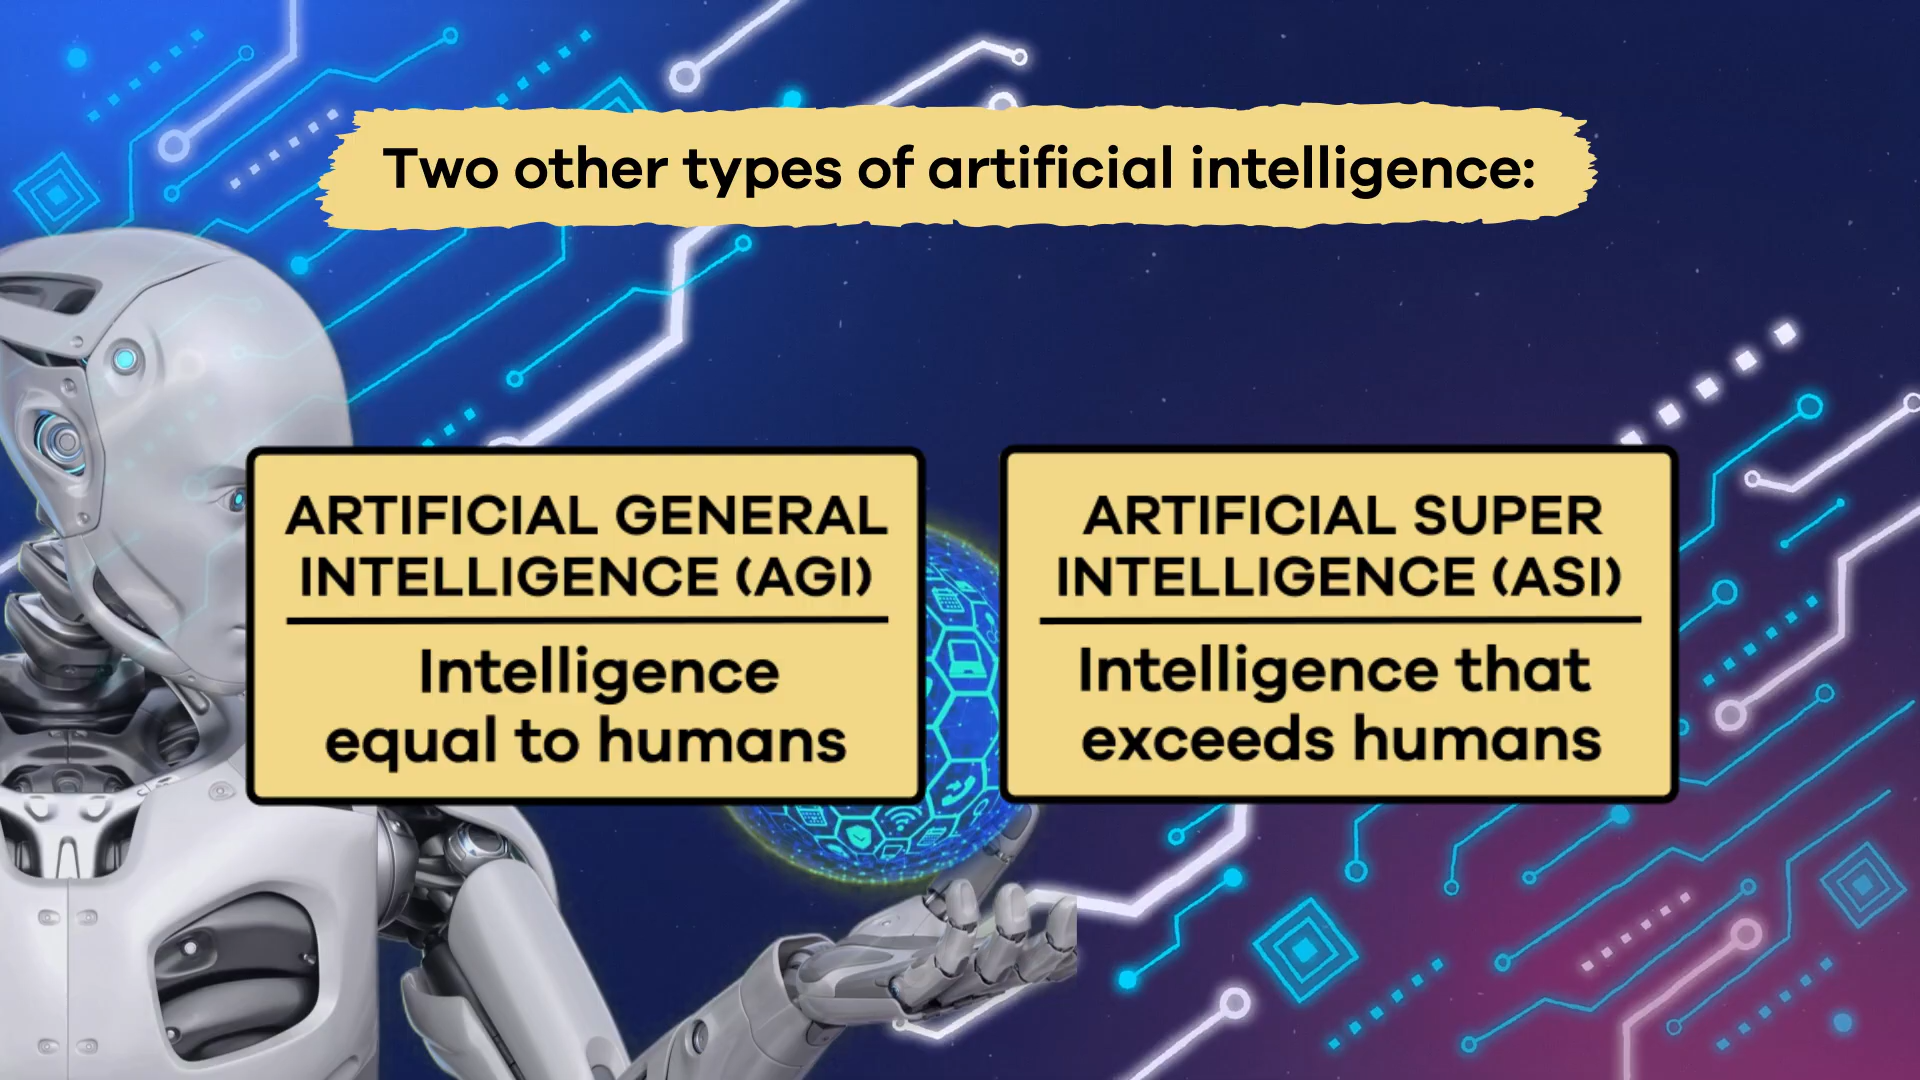 Two other types of artificial intelligence:
ARTIFICIAL GENERAL
INTELLIGENCE (AGI)
Intelligence
equal to humans
ARTIFICIAL SUPER
INTELLIGENCE (ASI)
Intelligence that
exceeds humans